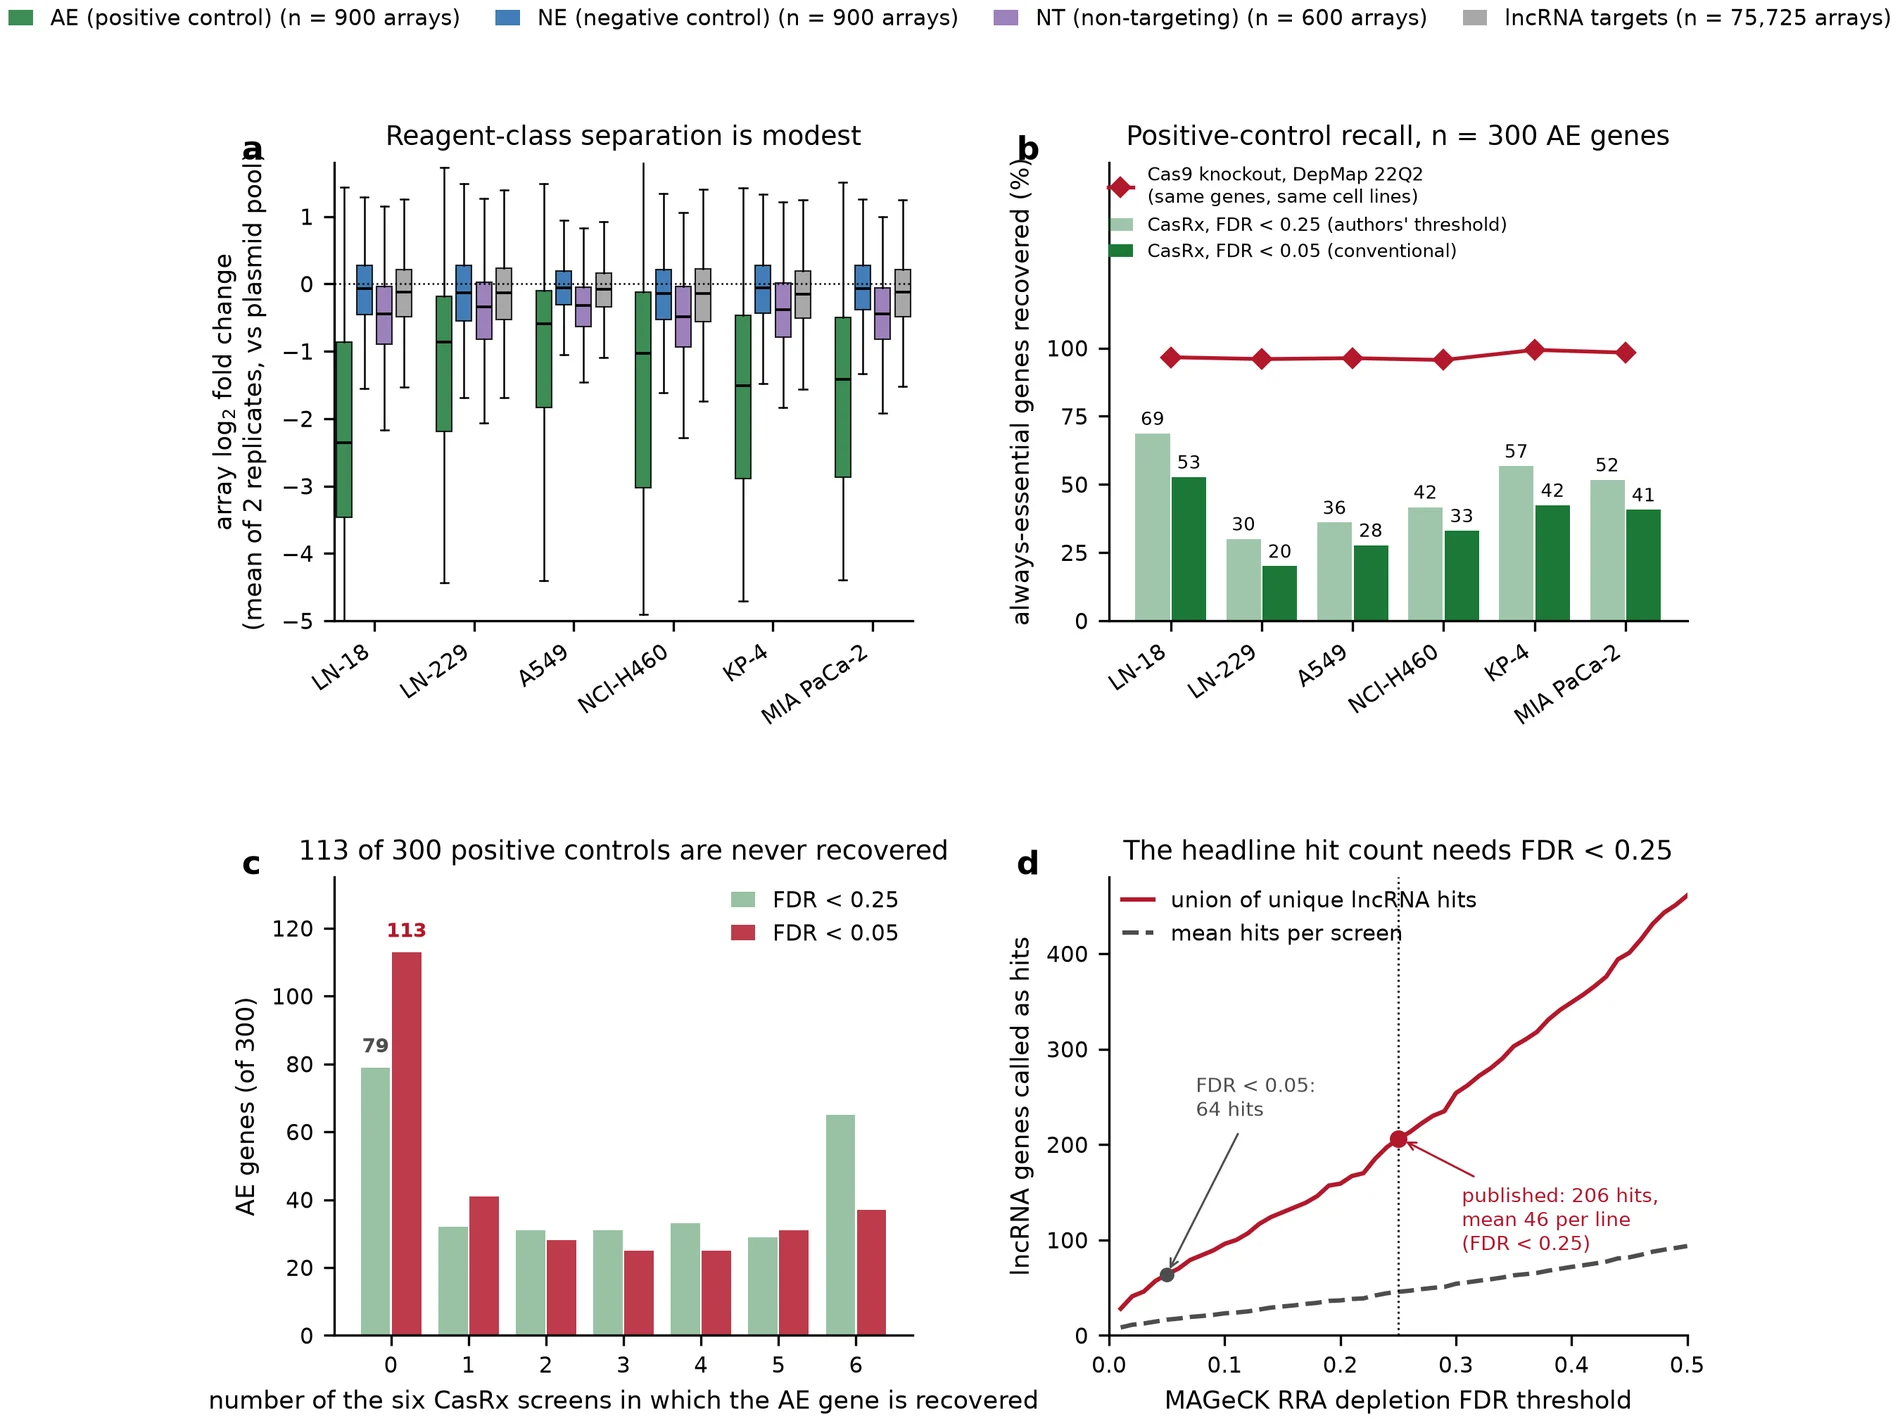 AE (positive control) (n = 900 arrays)
NE (negative control) (n = 900 arrays)
NT (non-targeting) (n = 600 arrays)
lncRNA targets (n = 75,725 arrays)
a
Reagent-class separation is modest
array log2 fold change
(mean of 2 replicates, vs plasmid pool)
1
0
−1
−2
−3
−4
−5
LN-18
LN-229
A549
NCI-H460
KP-4
MIA PaCa-2
b
Positive-control recall, n = 300 AE genes
always-essential genes recovered (%)
Cas9 knockout, DepMap 22Q2
(same genes, same cell lines)
CasRx, FDR < 0.25 (authors' threshold)
CasRx, FDR < 0.05 (conventional)
100
75
50
25
0
69
53
30
20
36
28
42
33
57
42
52
41
LN-18
LN-229
A549
NCI-H460
KP-4
MIA PaCa-2
c
113 of 300 positive controls are never recovered
AE genes (of 300)
FDR < 0.25
FDR < 0.05
120
100
80
60
40
20
0
79
113
0
1
2
3
4
5
6
number of the six CasRx screens in which the AE gene is recovered
d
The headline hit count needs FDR < 0.25
lncRNA genes called as hits
union of unique lncRNA hits
mean hits per screen
400
300
200
100
0
FDR < 0.05:
64 hits
published: 206 hits,
mean 46 per line
(FDR < 0.25)
0.0
0.1
0.2
0.3
0.4
0.5
MAGeCK RRA depletion FDR threshold